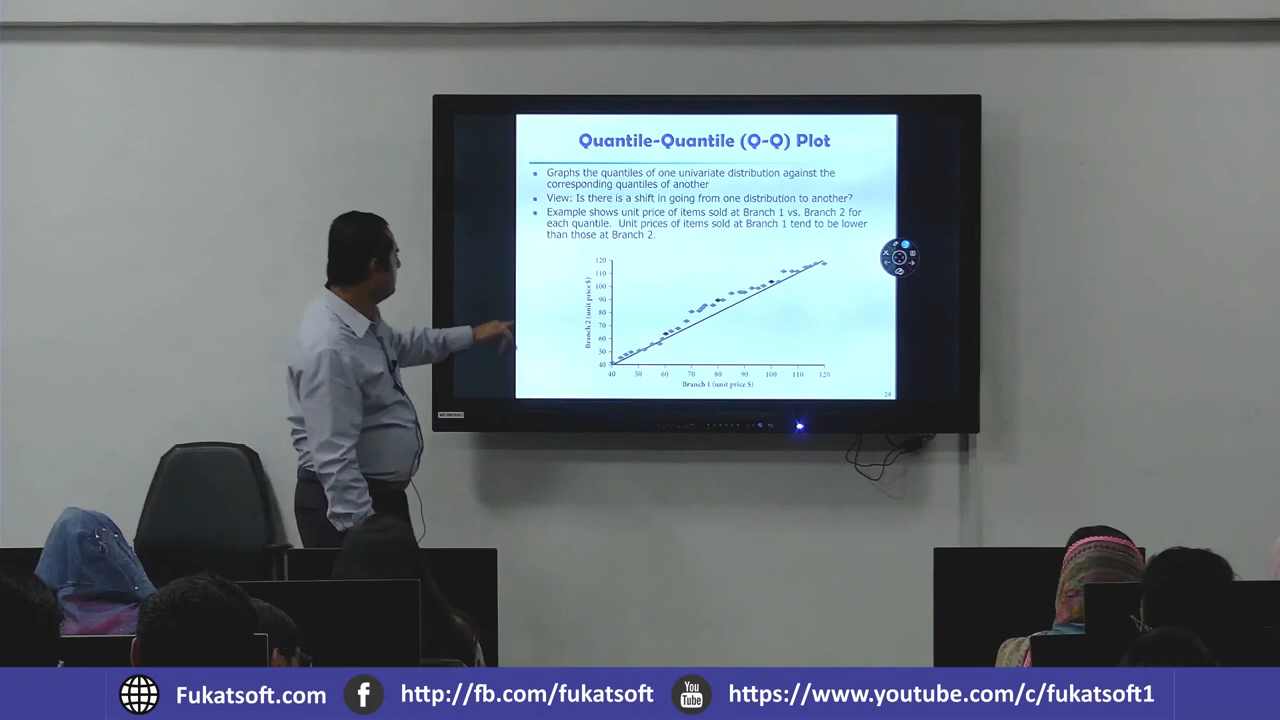 Quantile-Quantile (Q-Q) Plot
Graphs the quantiles of one univariate distribution against the
corresponding quantiles of another
View: Is there is a shift in going from one distribution to another?
Example shows unit price of items sold at Branch 1 vs. Branch 2 for
each quantile. Unit prices of items sold at Branch 1 tend to be lower
than those at Branch 2.
120
110
100
90
80
70
60
50
40
Branch 2 (unit price $)
40 50 60 70 80 90 100 110 120
Branch 1 (unit price $)
24
Fukatsoft.com
f
http://fb.com/fukatsoft
You
Tube
https://www.youtube.com/c/fukatsoft1